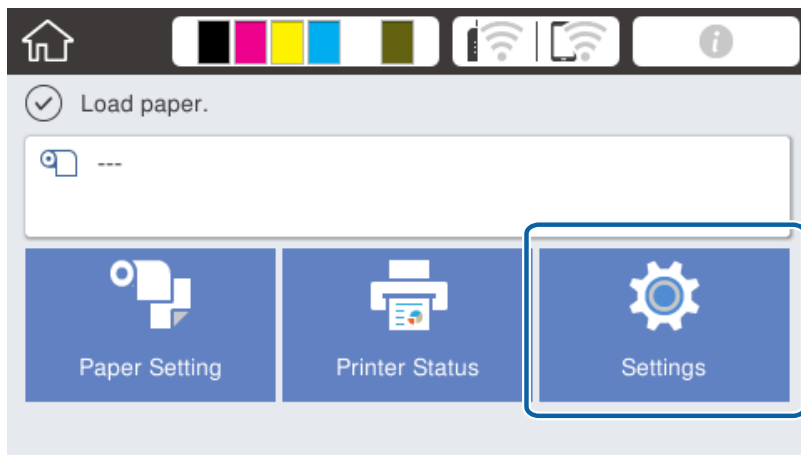 Load paper.
---
Paper Setting
Printer Status
Settings